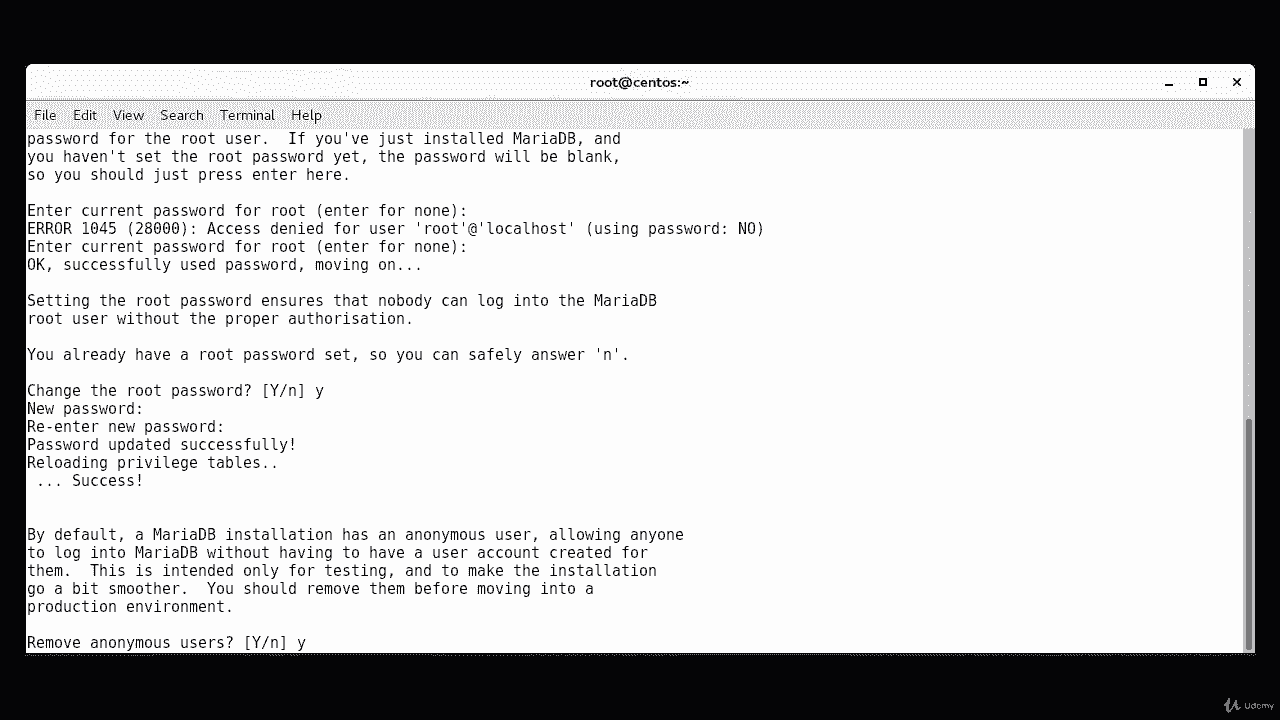 root@centos:~
File Edit View Search Terminal Help
password for the root user.  If you've just installed MariaDB, and
you haven't set the root password yet, the password will be blank,
so you should just press enter here.
Enter current password for root (enter for none):
ERROR 1045 (28000): Access denied for user 'root'@'localhost' (using password: NO)
Enter current password for root (enter for none):
OK, successfully used password, moving on...
Setting the root password ensures that nobody can log into the MariaDB
root user without the proper authorisation.
You already have a root password set, so you can safely answer 'n'.
Change the root password? [Y/n] y
New password:
Re-enter new password:
Password updated successfully!
Reloading privilege tables..
 ... Success!
By default, a MariaDB installation has an anonymous user, allowing anyone
to log into MariaDB without having to have a user account created for
them.  This is intended only for testing, and to make the installation
go a bit smoother.  You should remove them before moving into a
production environment.
Remove anonymous users? [Y/n] y
Udemy